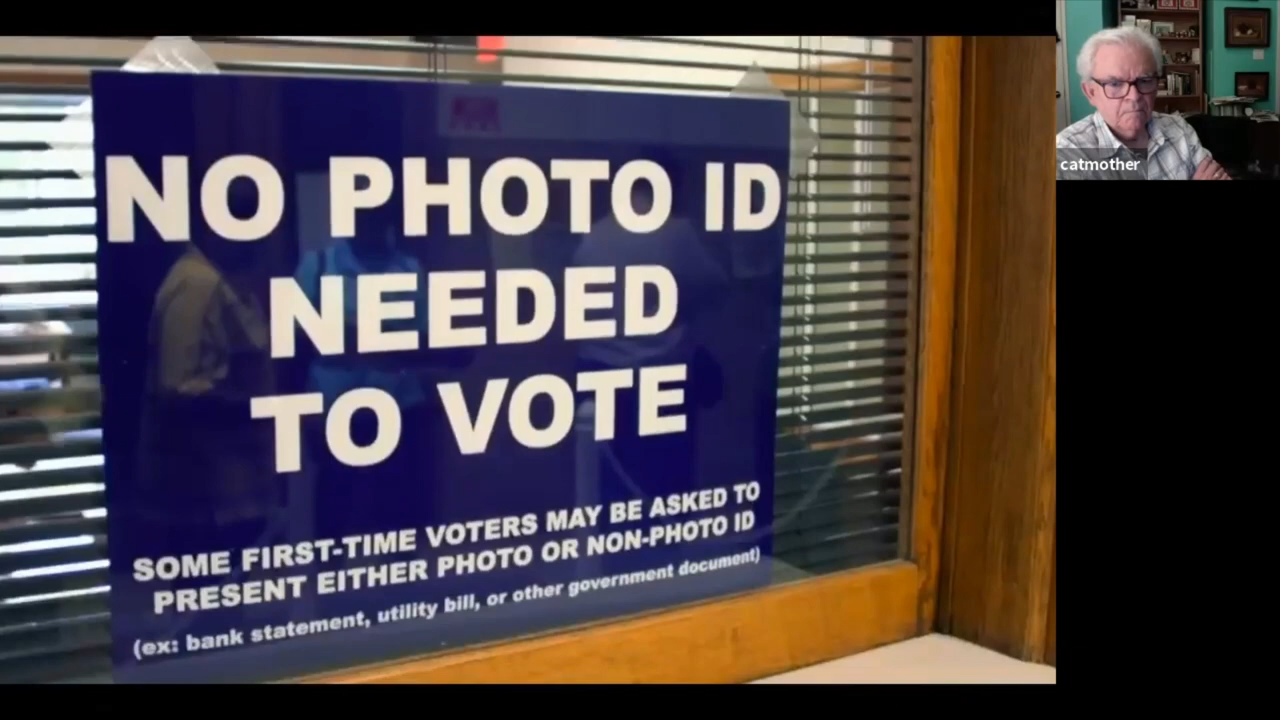 NO PHOTO ID
NEEDED
TO VOTE
SOME FIRST-TIME VOTERS MAY BE ASKED TO
PRESENT EITHER PHOTO OR NON-PHOTO ID
(ex: bank statement, utility bill, or other government document)
catmother